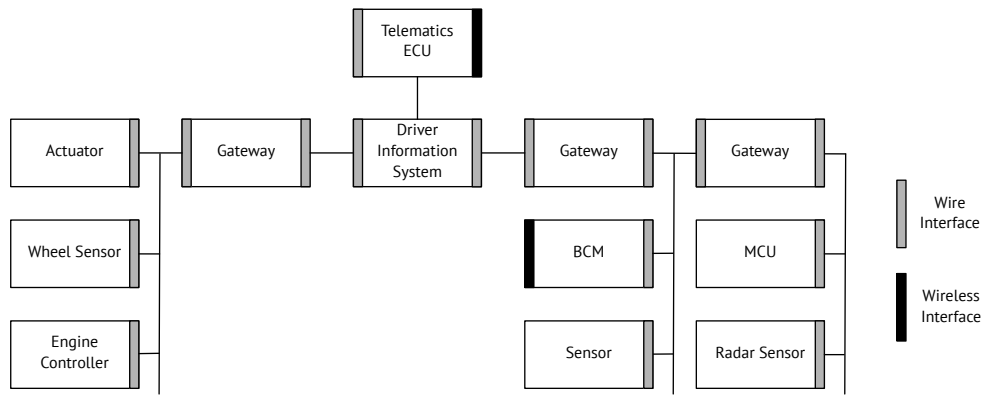 Telematics
ECU
Actuator
Gateway
Driver
Information
System
Gateway
Gateway
Wheel Sensor
BCM
MCU
Engine
Controller
Sensor
Radar Sensor
Wire
Interface
Wireless
Interface